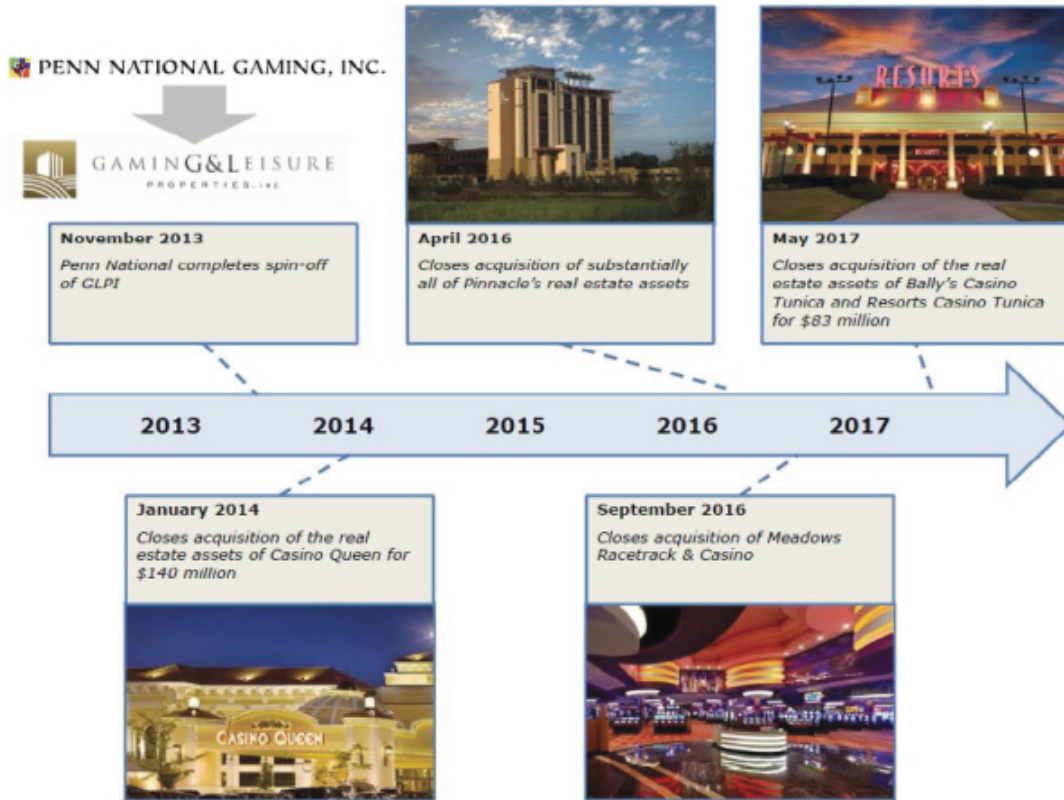 PENN NATIONAL GAMING, INC.
GAMING&LEISURE
PROPERTIES, INC
November 2013
Penn National completes spin-off
of GLPI
April 2016
Closes acquisition of substantially
all of Pinnacle's real estate assets
RESORTS
RESORTS
May 2017
Closes acquisition of the real
estate assets of Bally's Casino
Tunica and Resorts Casino Tunica
for $83 million
2013 2014 2015 2016 2017
January 2014
Closes acquisition of the real
estate assets of Casino Queen for
$140 million
CASINO QUEEN
September 2016
Closes acquisition of Meadows
Racetrack & Casino